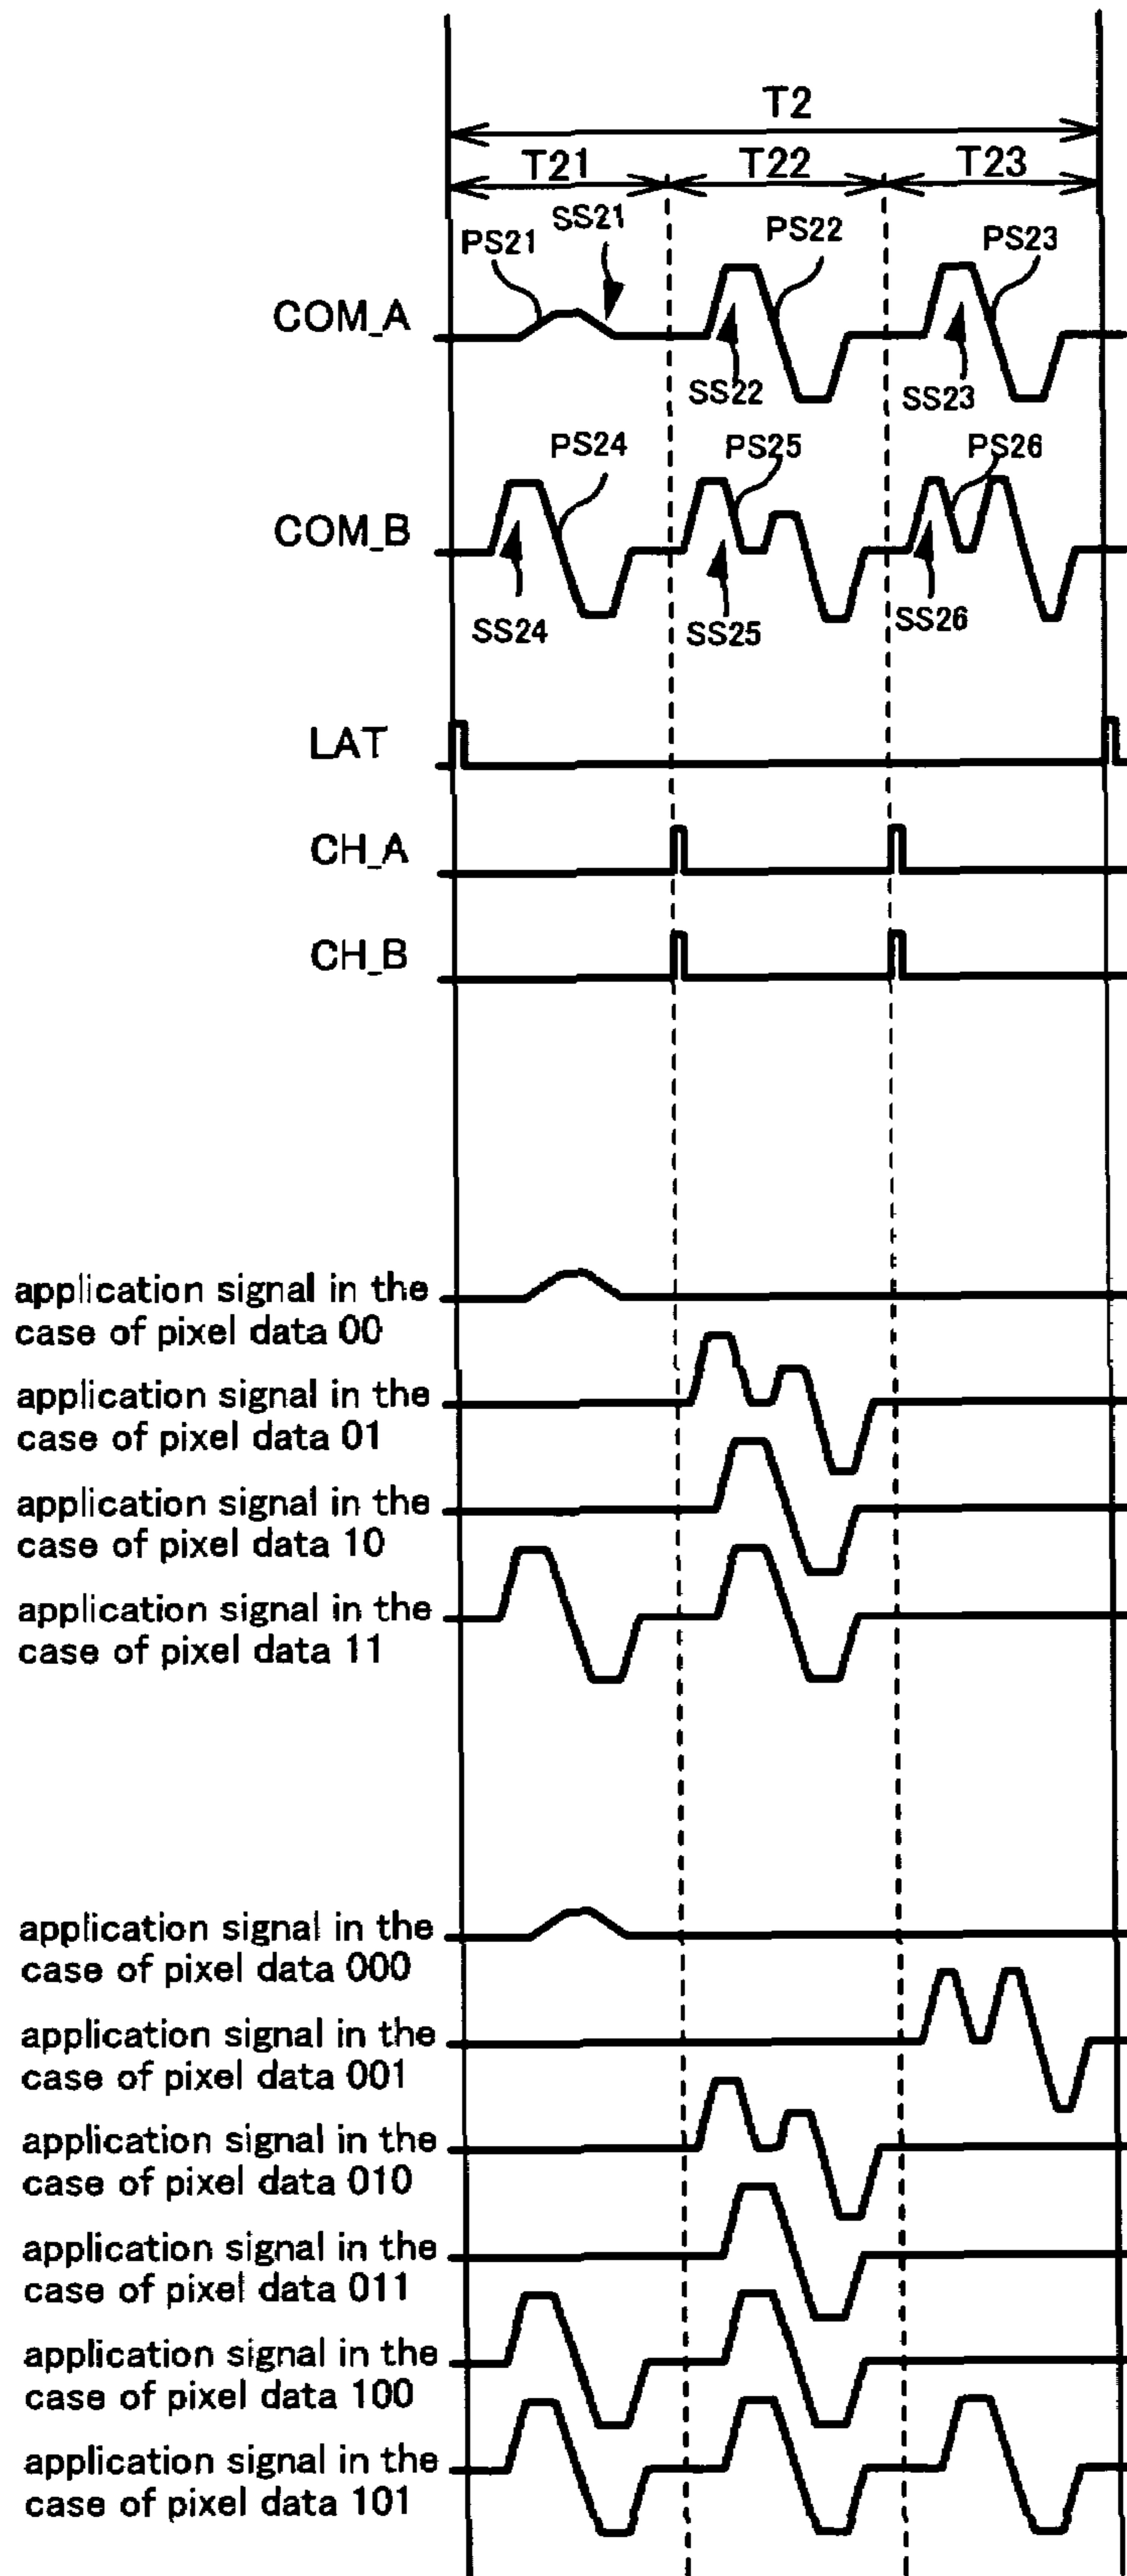 T2
T21 T22 T23
SS21
PS21 PS22 PS23
COM_A
SS22 SS23
PS24 PS25 PS26
COM_B
SS24 SS25 SS26
LAT
CH_A
CH_B
application signal in the
case of pixel data 00
application signal in the
case of pixel data 01
application signal in the
case of pixel data 10
application signal in the
case of pixel data 11
application signal in the
case of pixel data 000
application signal in the
case of pixel data 001
application signal in the
case of pixel data 010
application signal in the
case of pixel data 011
application signal in the
case of pixel data 100
application signal in the
case of pixel data 101